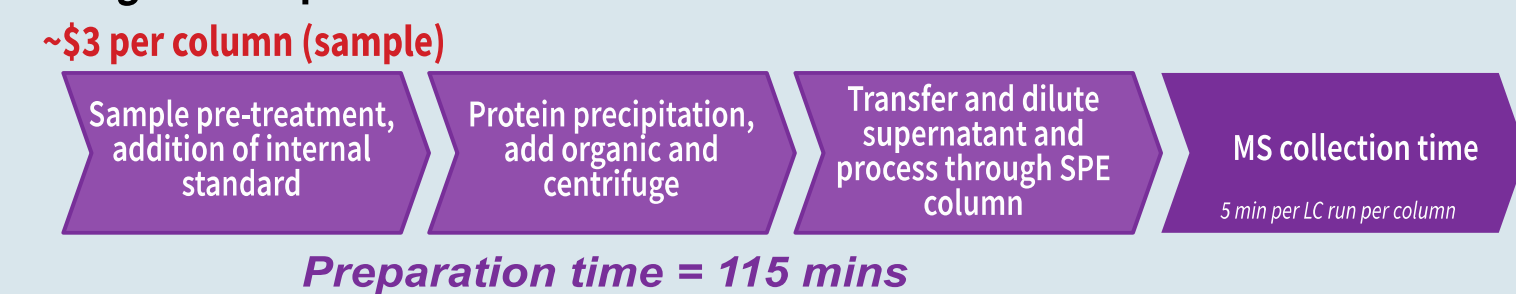 ~$3 per column (sample)
Sample pre-treatment,
addition of internal
standard
Protein precipitation,
add organic and
centrifuge
Transfer and dilute
supernatant and
process through SPE
column
MS collection time
5 min per LC run per column
Preparation time = 115 mins